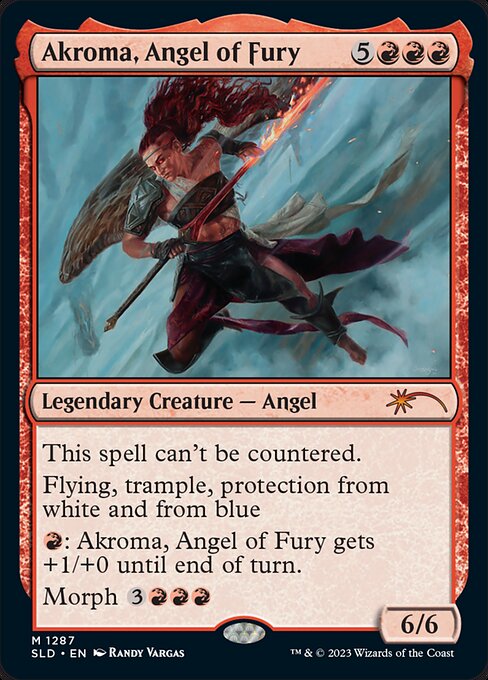 Akroma, Angel of Fury 5
Legendary Creature — Angel
This spell can't be countered.
Flying, trample, protection from
white and from blue
: Akroma, Angel of Fury gets
+1/+0 until end of turn.
Morph 3
6/6
M 1287
SLD • EN Randy Vargas
™ & © 2023 Wizards of the Coast